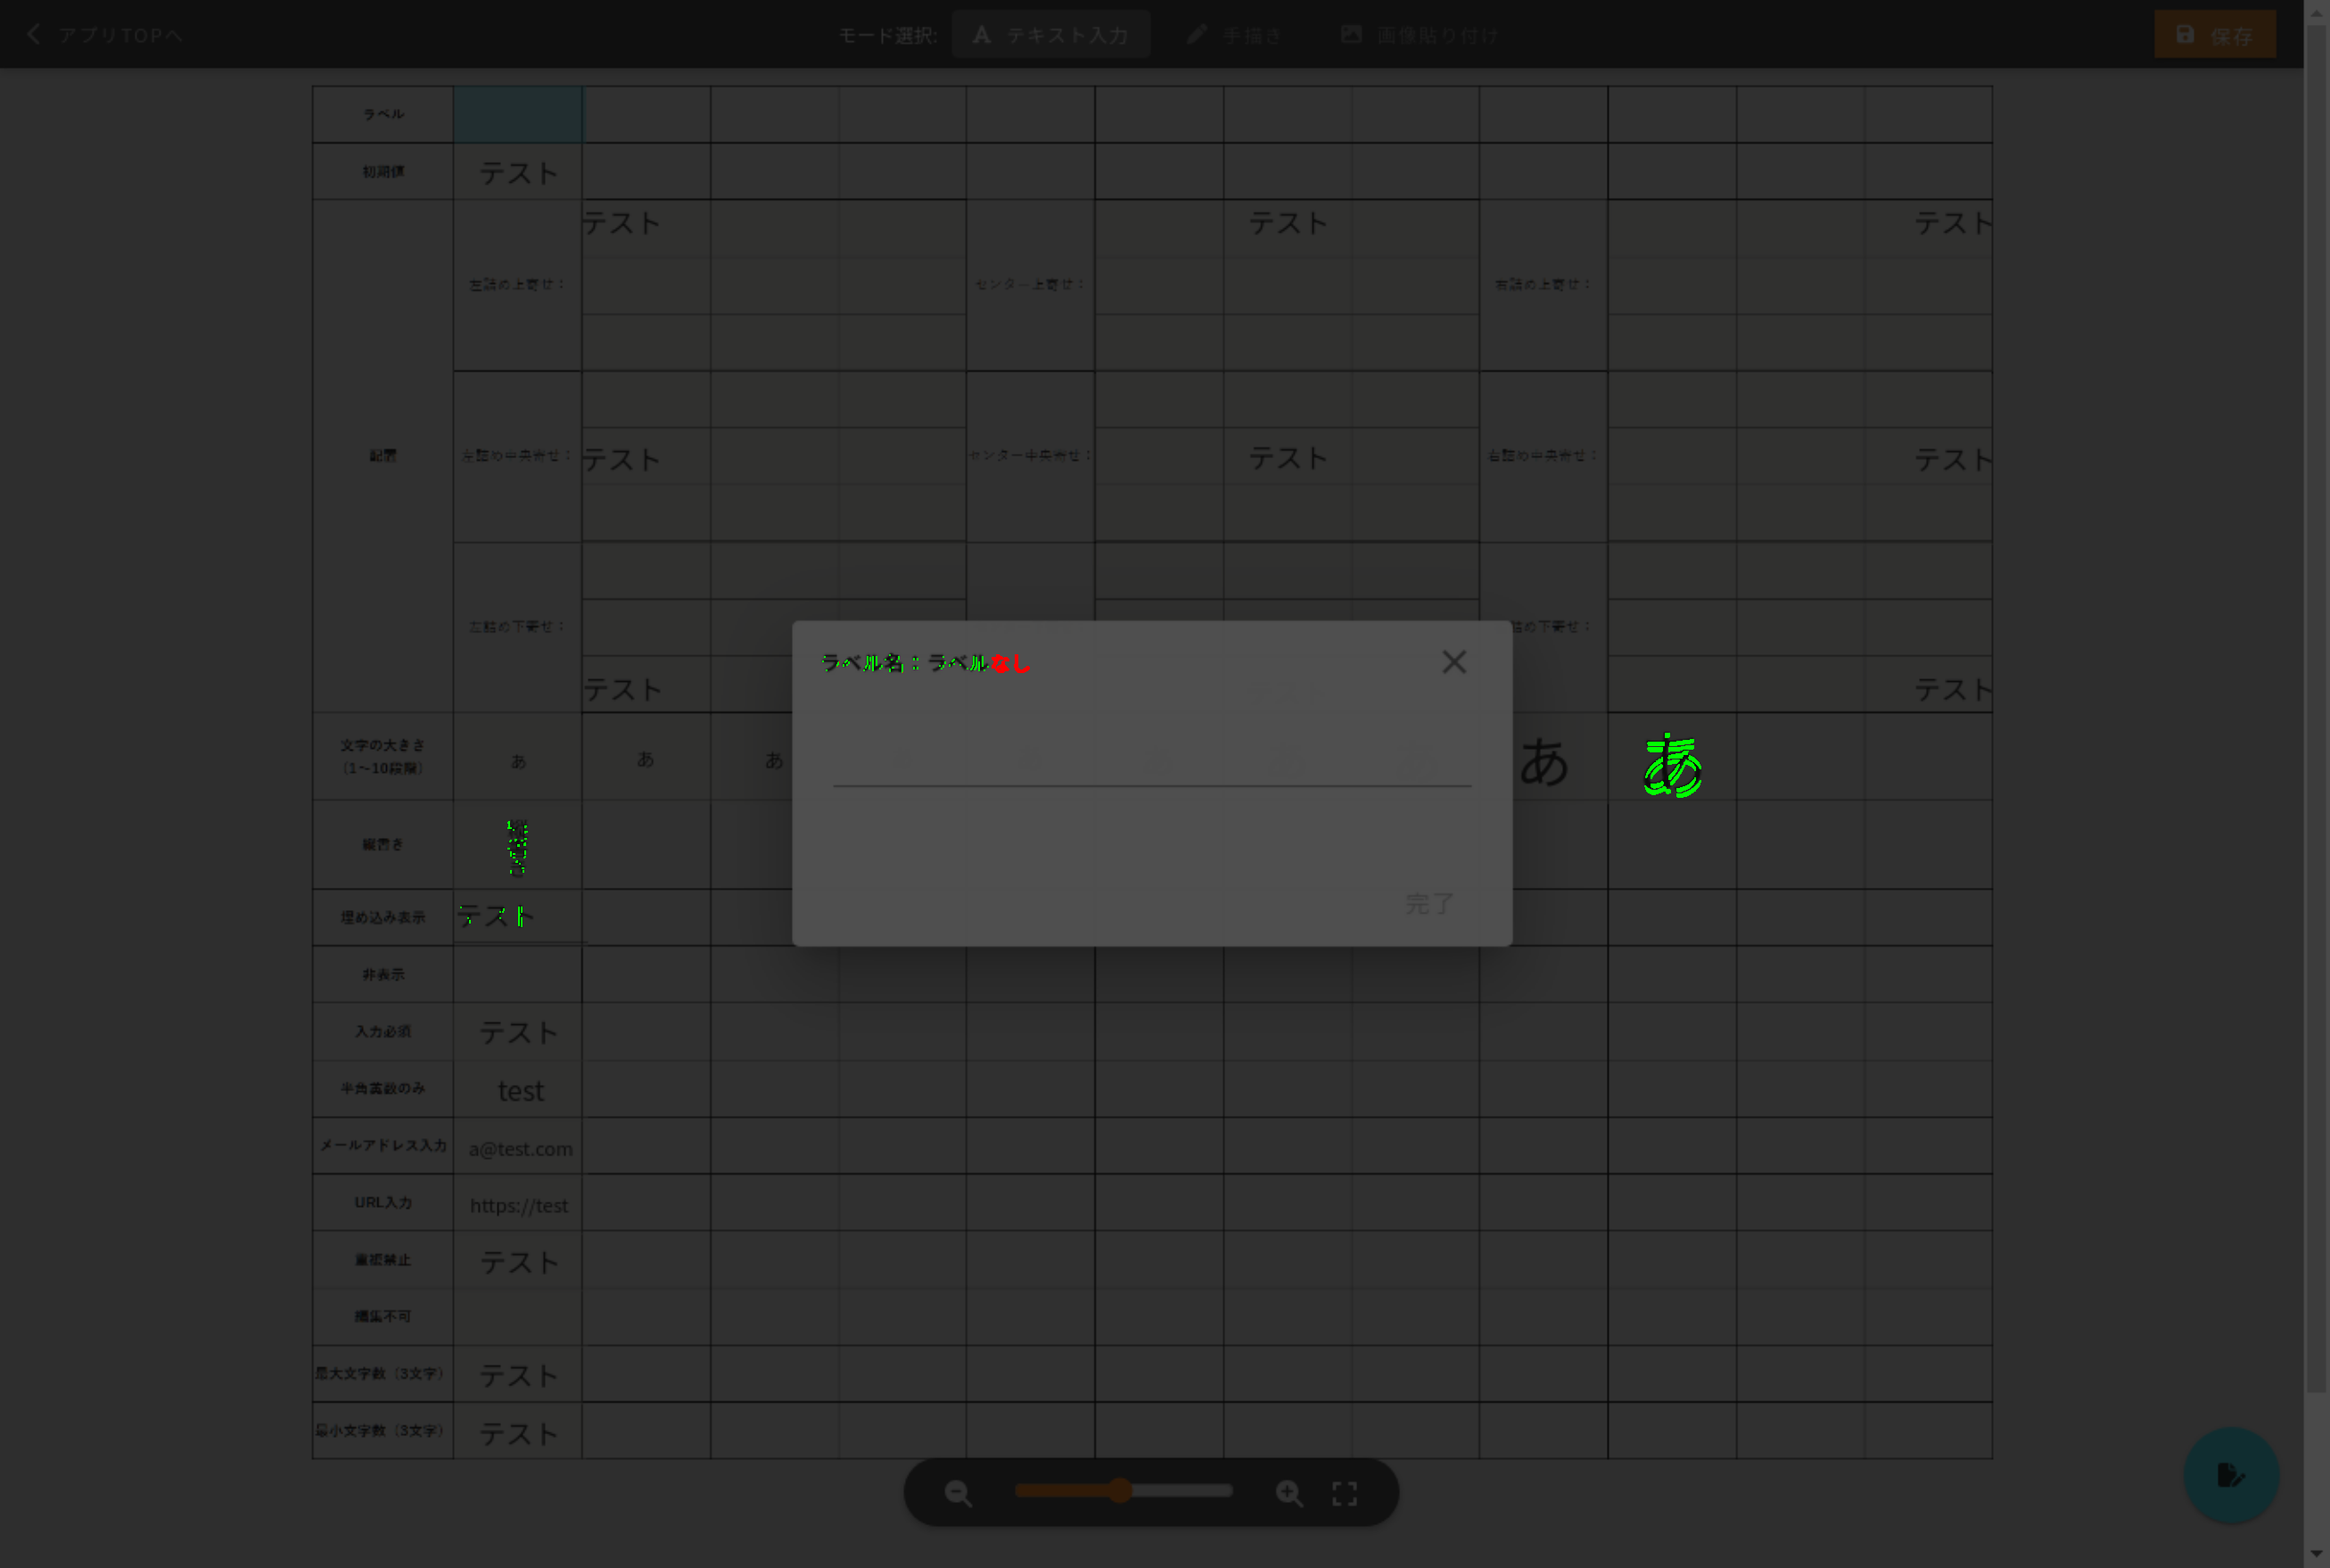 アプリTOPへ
モード選択: テキスト入力 手描き 画像貼り付け
保存
ラベル
初期値 テスト
テスト テスト テスト
左詰め上寄せ： センター上寄せ： 右詰め上寄せ：
配置 左詰め中央寄せ： テスト センター中央寄せ： テスト 右詰め中央寄せ： テスト
左詰め下寄せ： 詰め下寄せ：
テスト テスト
ラベル名：ラベルなし
完了
文字の大きさ
（1～10段階）
あ あ あ あ あ
縦書き 縦書き
埋め込み表示 テスト
非表示
入力必須 テスト
半角英数のみ test
メールアドレス入力 a@test.com
URL入力 https://test
重複禁止 テスト
編集不可
最大文字数（3文字） テスト
最小文字数（3文字） テスト